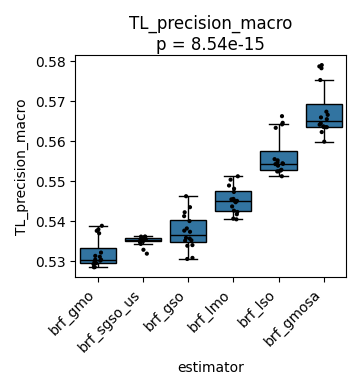 TL_precision_macro
p = 8.54e-15
TL_precision_macro
0.58
0.57
0.56
0.55
0.54
0.53
brf_gmo
brf_sgso_us
brf_gso
brf_lmo
brf_lso
brf_gmosa
estimator